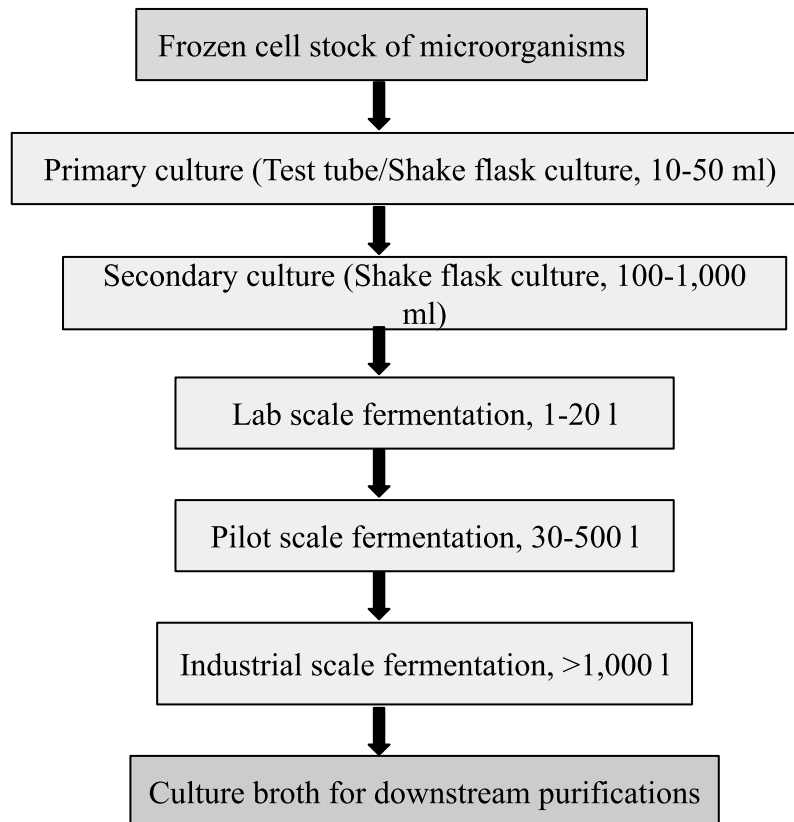 Frozen cell stock of microorganisms
Primary culture (Test tube/Shake flask culture, 10-50 ml)
Secondary culture (Shake flask culture, 100-1,000
ml)
Lab scale fermentation, 1-20 l
Pilot scale fermentation, 30-500 l
Industrial scale fermentation, >1,000 l
Culture broth for downstream purifications